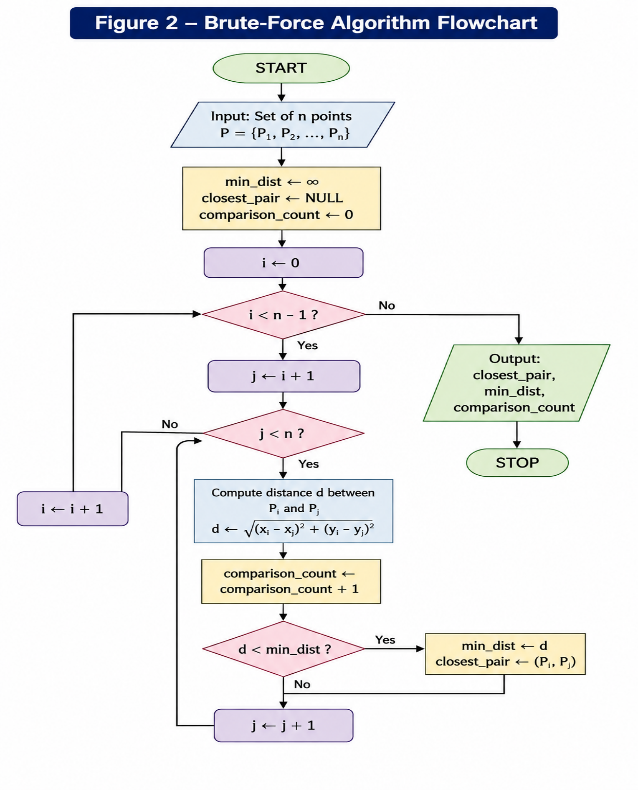 Figure 2 – Brute-Force Algorithm Flowchart
START
Input: Set of n points
P = {P₁, P₂, ..., Pₙ}
min_dist ← ∞
closest_pair ← NULL
comparison_count ← 0
i ← 0
i < n – 1 ?
No
Yes
Output:
closest_pair,
min_dist,
comparison_count
STOP
j ← i + 1
j < n ?
No
Yes
i ← i + 1
Compute distance d between
Pᵢ and Pⱼ
d ← √(xᵢ – xⱼ)² + (yᵢ – yⱼ)²
comparison_count ←
comparison_count + 1
d < min_dist ?
Yes
No
min_dist ← d
closest_pair ← (Pᵢ, Pⱼ)
j ← j + 1